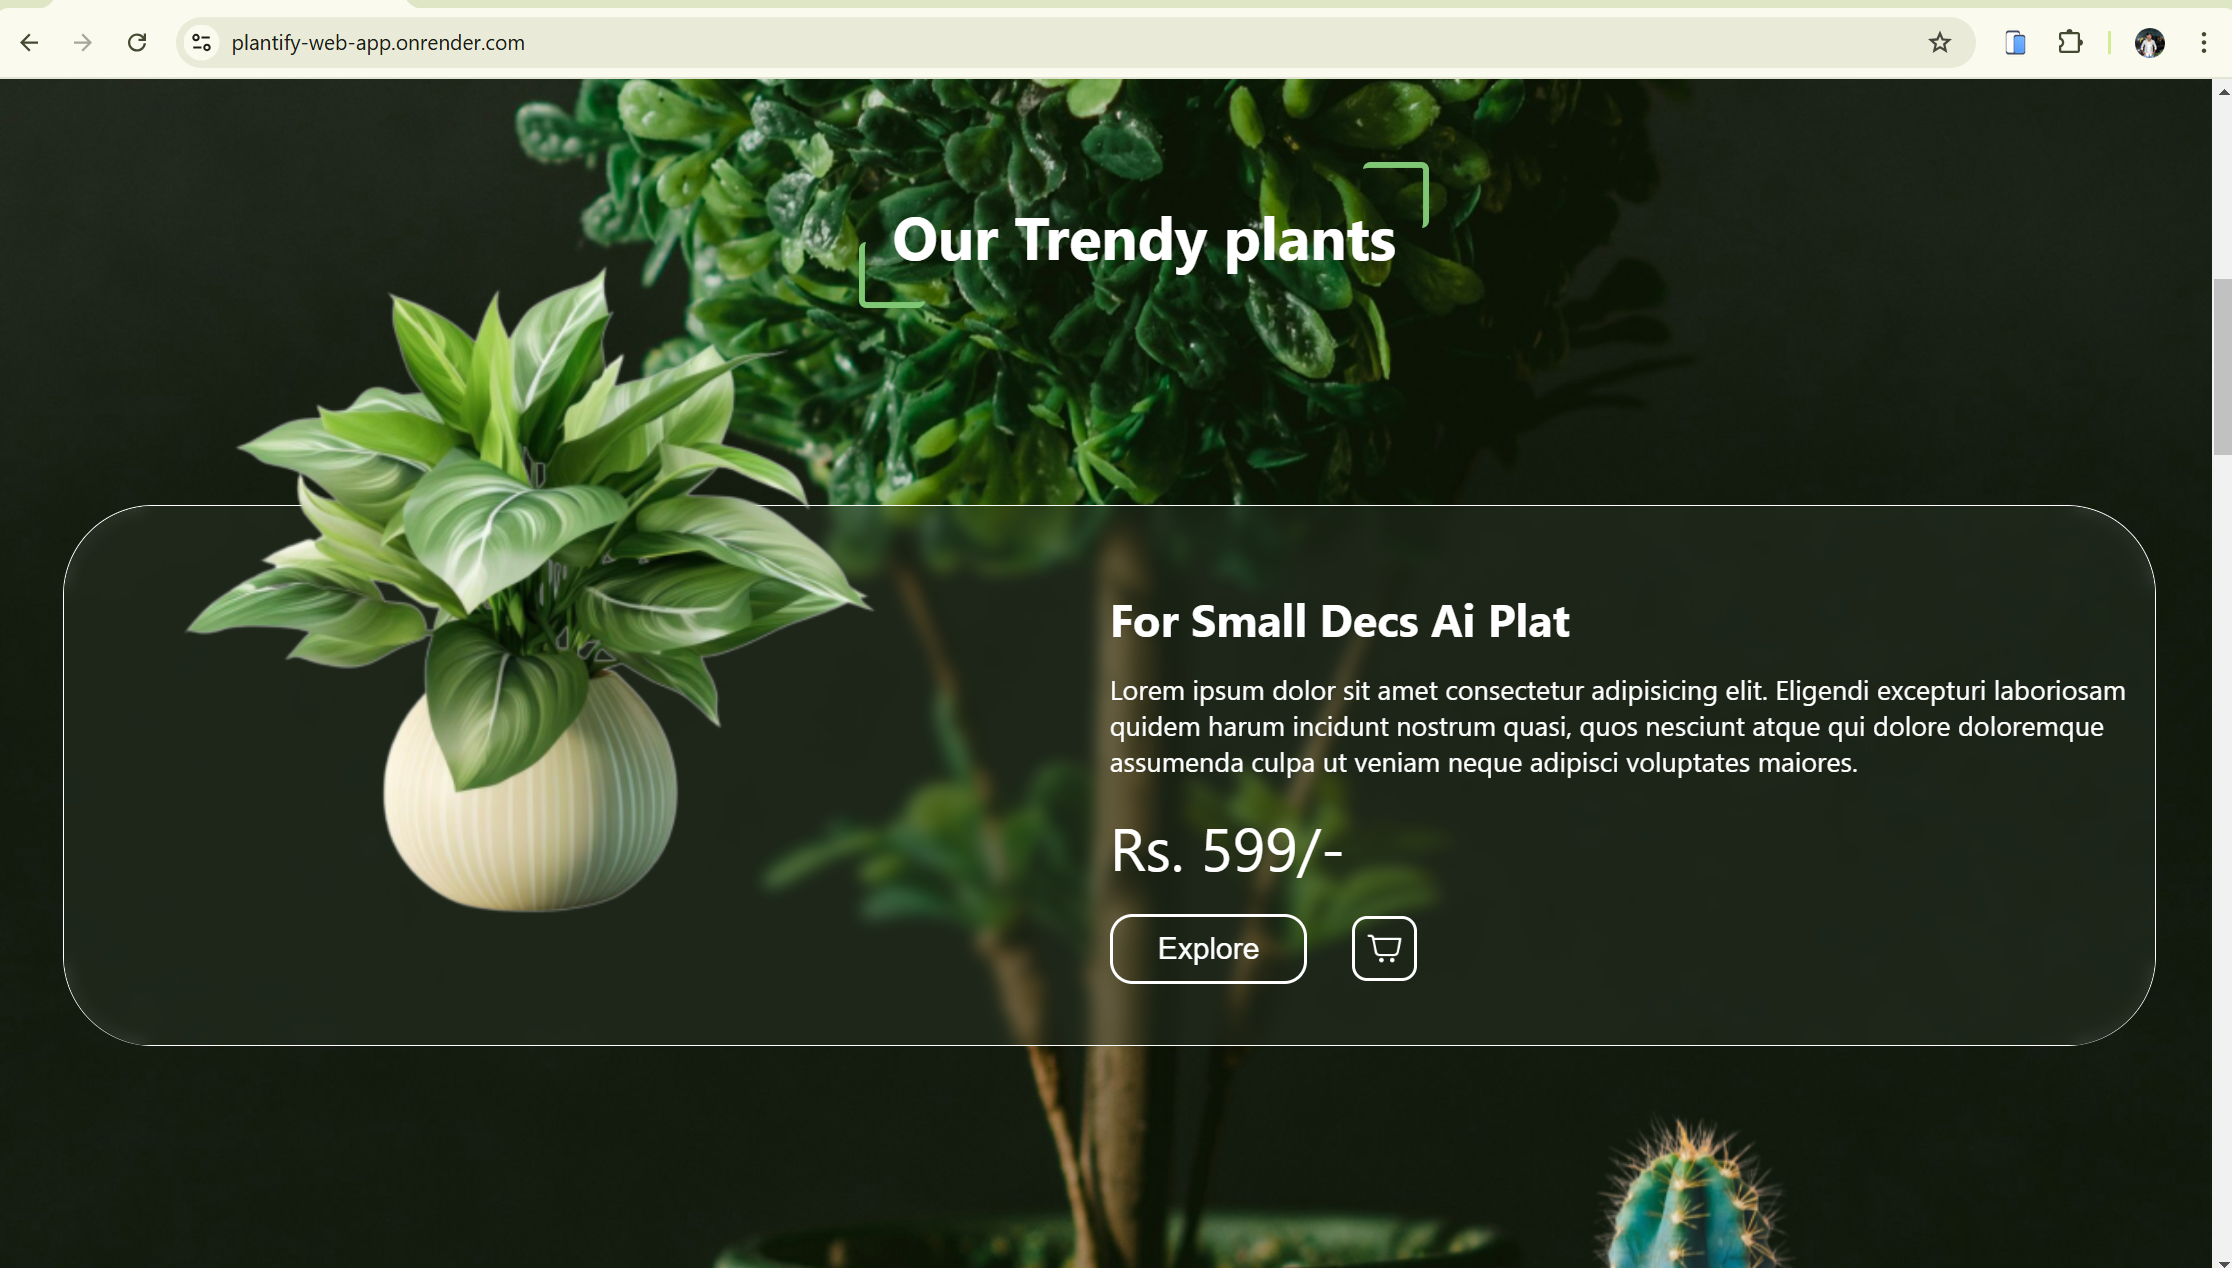 plantify-web-app.onrender.com
Our Trendy plants
For Small Decs Ai Plat
Lorem ipsum dolor sit amet consectetur adipisicing elit. Eligendi excepturi laboriosam
quidem harum incidunt nostrum quasi, quos nesciunt atque qui dolore doloremque
assumenda culpa ut veniam neque adipisci voluptates maiores.
Rs. 599/-
Explore